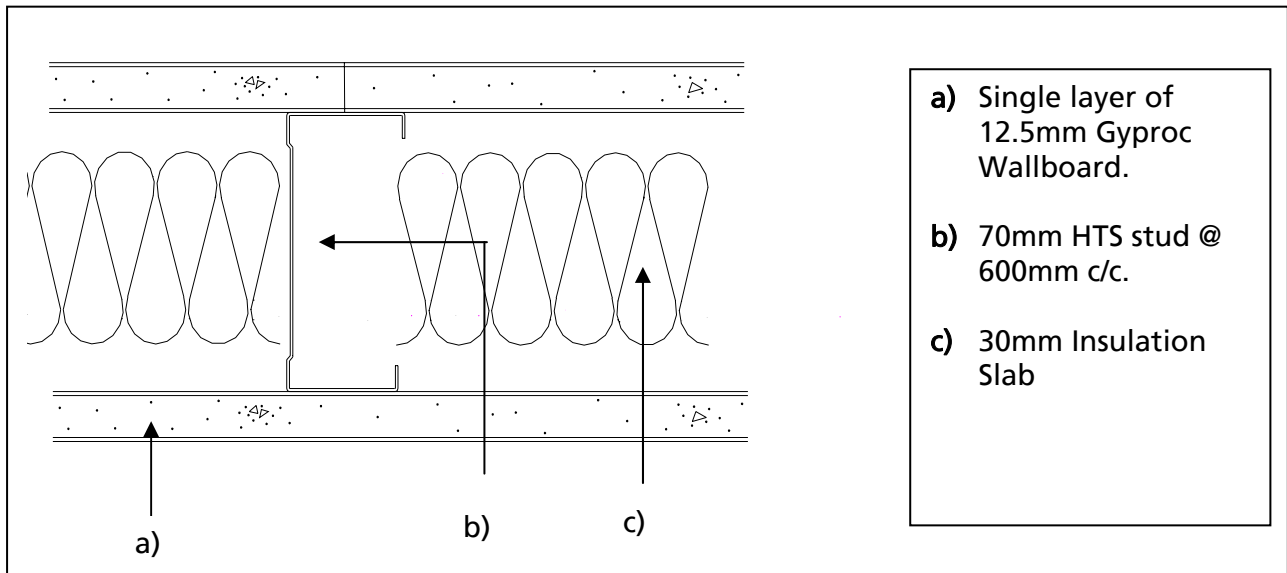 a) Single layer of
12.5mm Gyproc
Wallboard.
b) 70mm HTS stud @
600mm c/c.
c) 30mm Insulation
Slab
a)
b)
c)